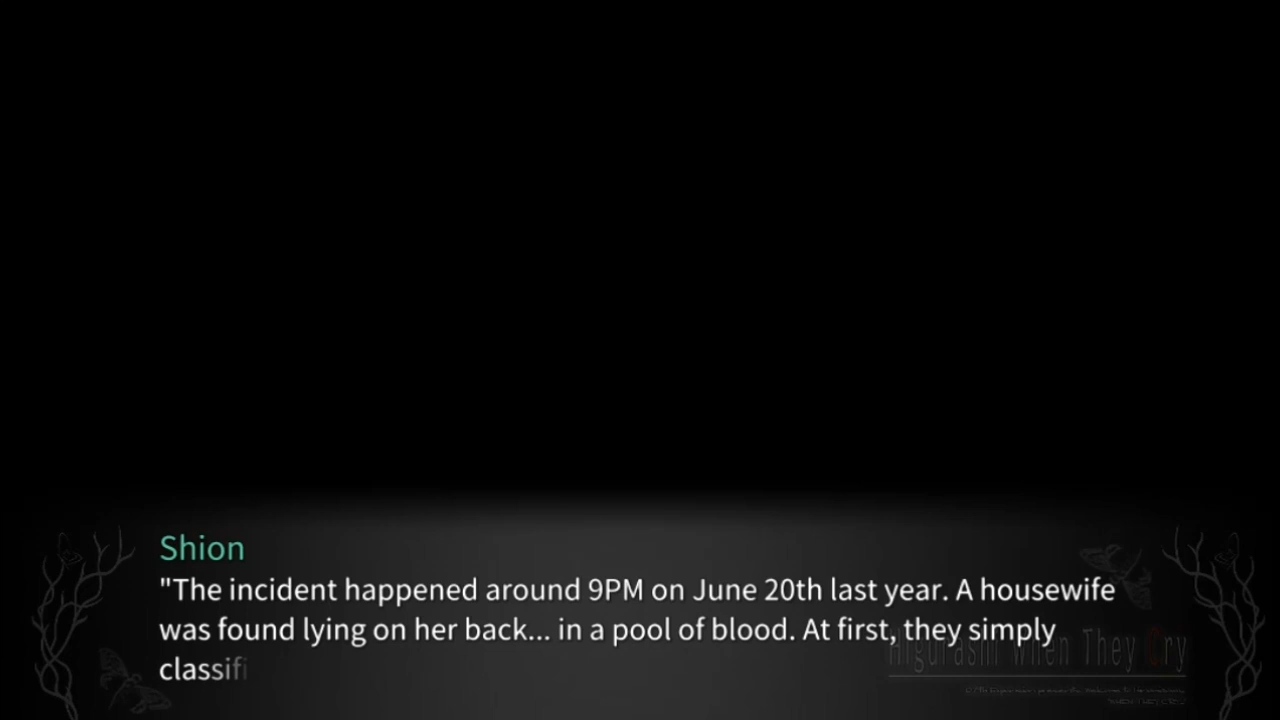 Shion
"The incident happened around 9PM on June 20th last year. A housewife
was found lying on her back... in a pool of blood. At first, they simply
classifi
Higurashi When They Cry